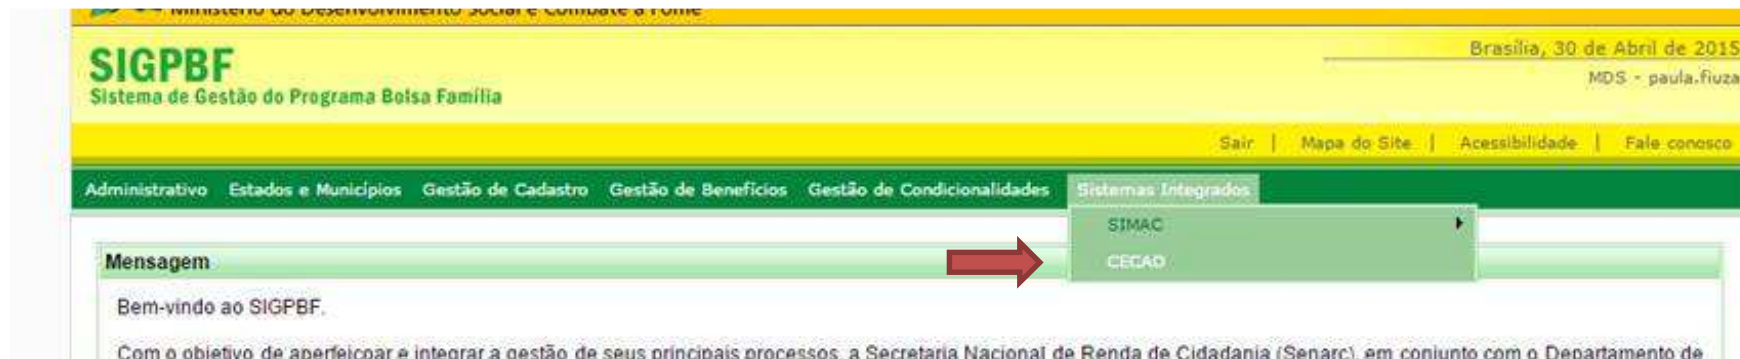 Ministério do Desenvolvimento Social e Combate à Fome
SIGPBF
Sistema de Gestão do Programa Bolsa Família
Brasília, 30 de Abril de 2015
MDS - paula.fiuza
Sair | Mapa do Site | Acessibilidade | Fale conosco
Administrativo Estados e Municípios Gestão de Cadastro Gestão de Benefícios Gestão de Condicionalidades Sistemas Integrados
SIMAC
CECAD
Mensagem
Bem-vindo ao SIGPBF.
Com o objetivo de aperfeiçoar e integrar a gestão de seus principais processos, a Secretaria Nacional de Renda de Cidadania (Senarc), em conjunto com o Departamento de